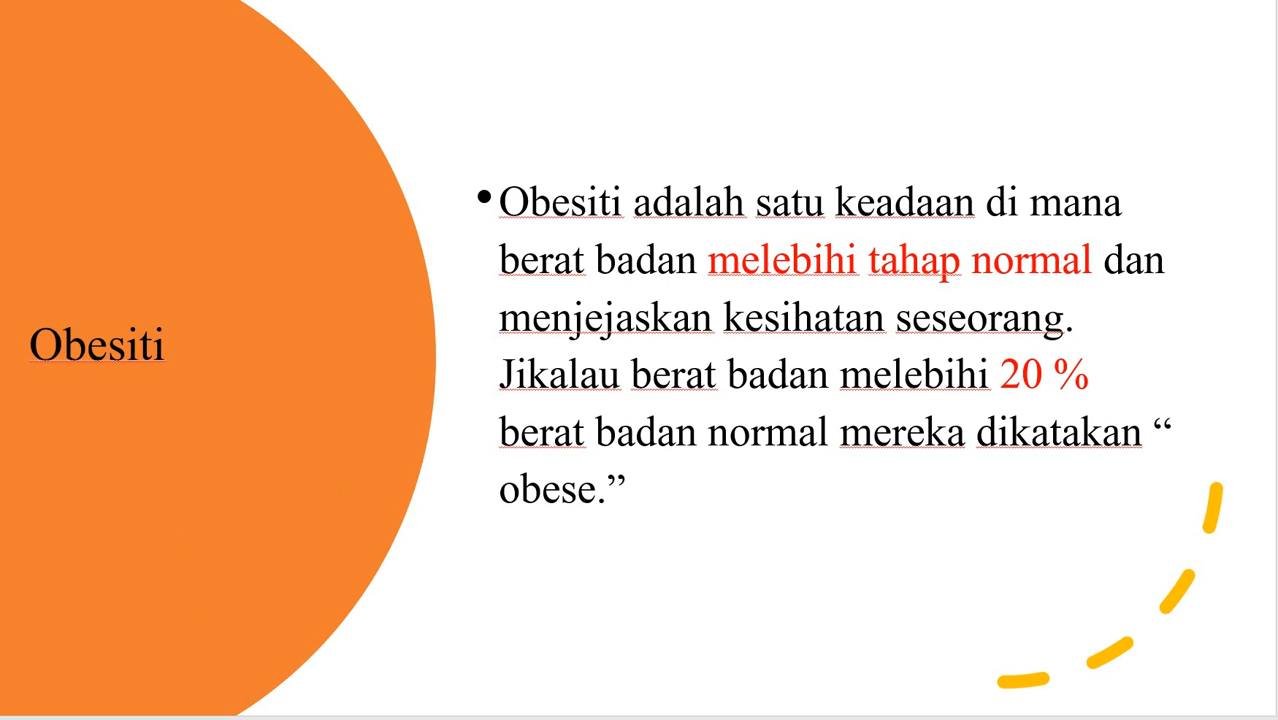 Obesiti
•Obesiti adalah satu keadaan di mana
berat badan melebihi tahap normal dan
menjejaskan kesihatan seseorang.
Jikalau berat badan melebihi 20 %
berat badan normal mereka dikatakan “
obese.”